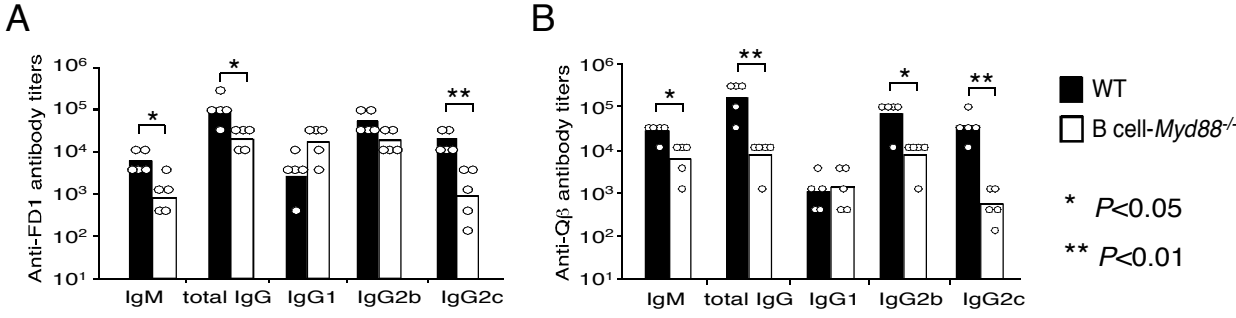 A
Anti-FD1 antibody titers
10⁶
10⁵
10⁴
10³
10²
10¹
*
*
**
IgM
total IgG
IgG1
IgG2b
IgG2c
B
Anti-Qβ antibody titers
10⁶
10⁵
10⁴
10³
10²
10¹
*
**
*
**
IgM
total IgG
IgG1
IgG2b
IgG2c
WT
B cell-Myd88⁻/⁻
* P<0.05
** P<0.01